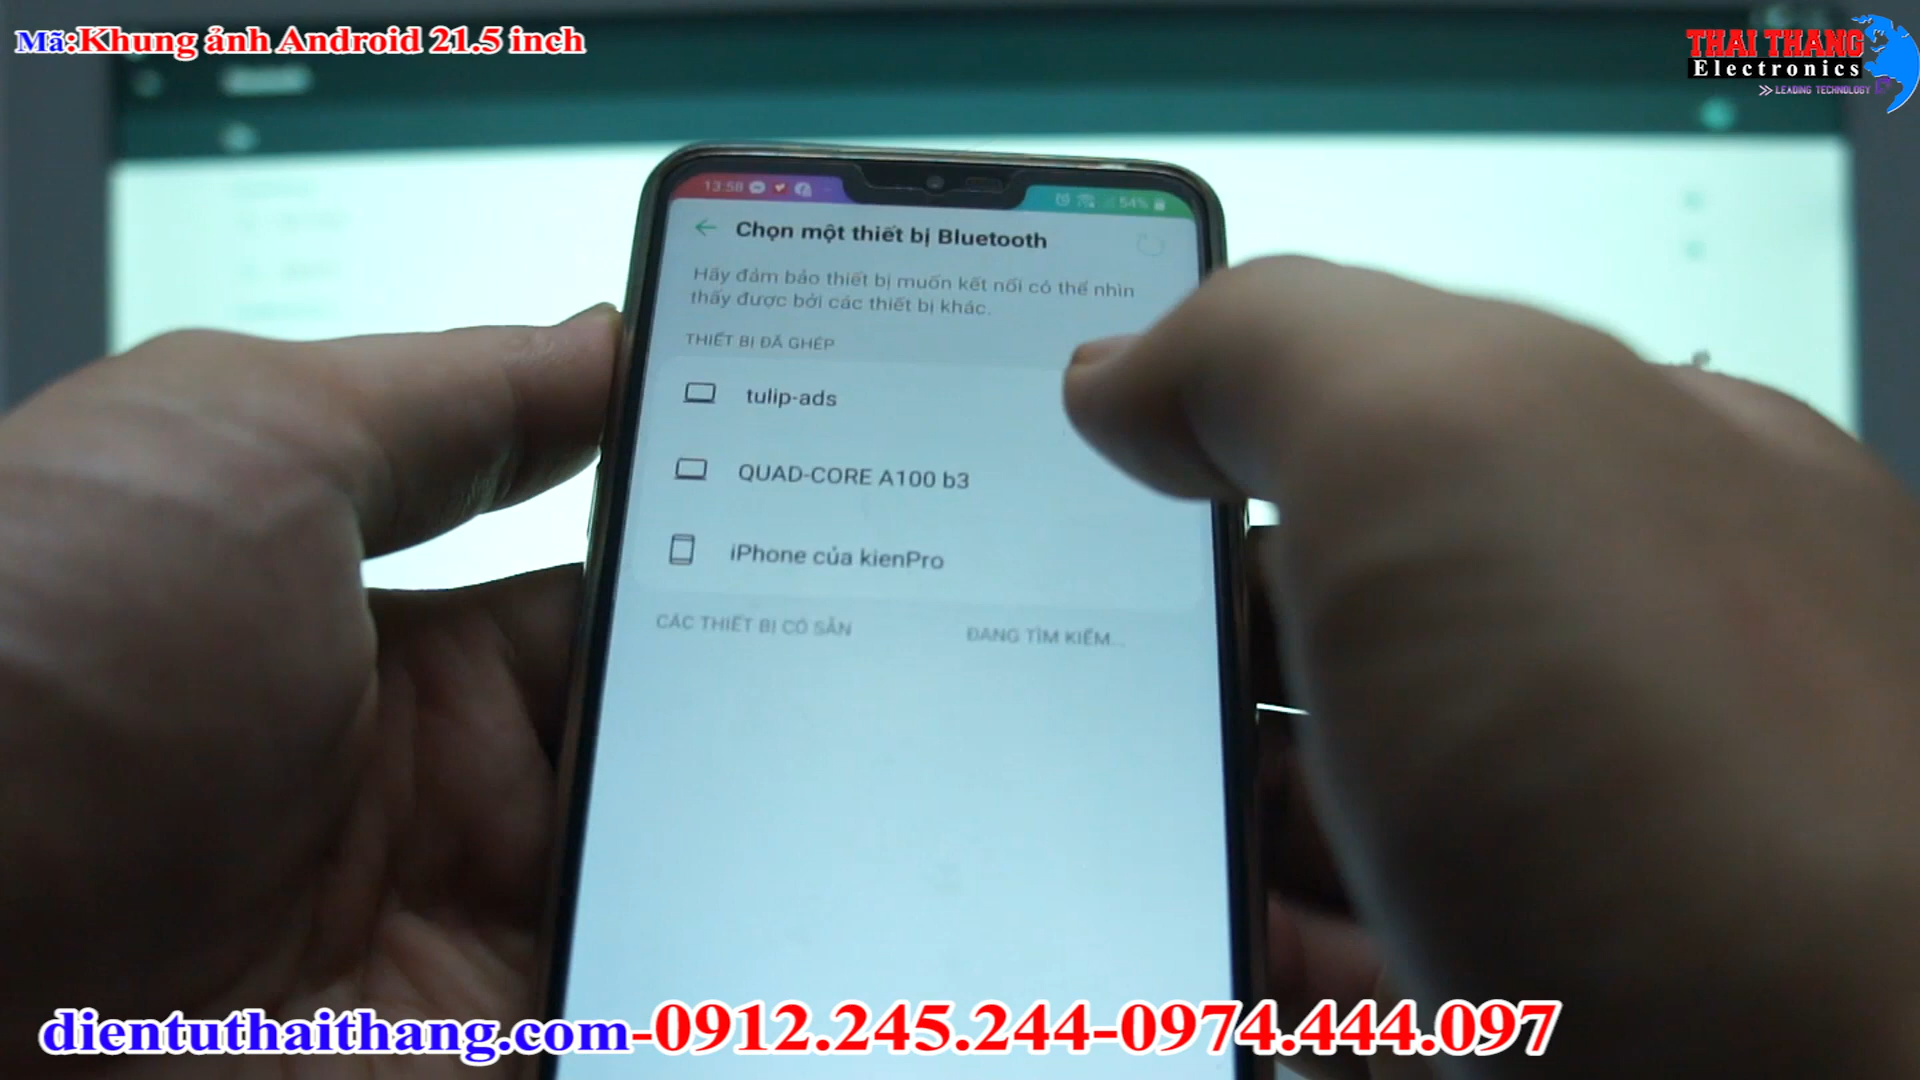 Mã:Khung ảnh Android 21.5 inch
THAI THANG
Electronics
LEADING TECHNOLOGY
13:58
54%
Chọn một thiết bị Bluetooth
Hãy đảm bảo thiết bị muốn kết nối có thể nhìn
thấy được bởi các thiết bị khác.
THIẾT BỊ ĐÃ GHÉP
tulip-ads
QUAD-CORE A100 b3
iPhone của kienPro
CÁC THIẾT BỊ CÓ SẴN
ĐANG TÌM KIẾM...
dientuthaithang.com-0912.245.244-0974.444.097